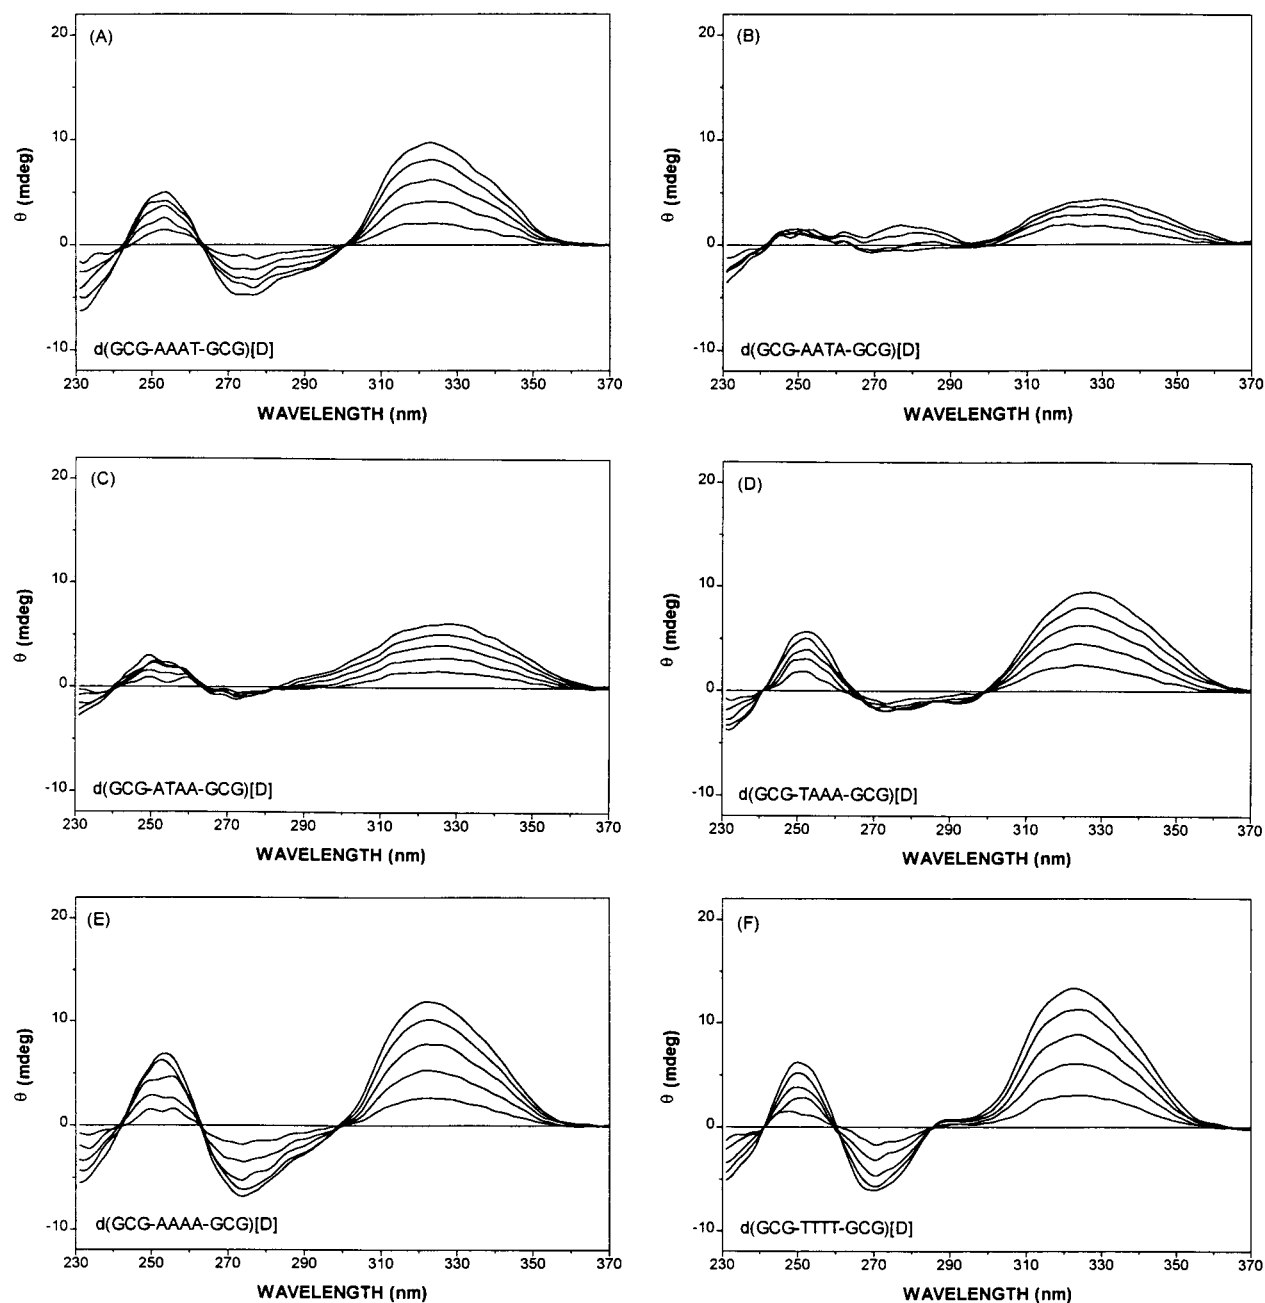 (A)
20
10
0
-10
θ (mdeg)
d(GCG-AAAT-GCG)[D]
230 250 270 290 310 330 350 370
WAVELENGTH (nm)
(B)
20
10
0
-10
θ (mdeg)
d(GCG-AATA-GCG)[D]
230 250 270 290 310 330 350 370
WAVELENGTH (nm)
(C)
20
10
0
-10
θ (mdeg)
d(GCG-ATAA-GCG)[D]
230 250 270 290 310 330 350 370
WAVELENGTH (nm)
(D)
20
10
0
-10
θ (mdeg)
d(GCG-TAAA-GCG)[D]
230 250 270 290 310 330 350 370
WAVELENGTH (nm)
(E)
20
10
0
-10
θ (mdeg)
d(GCG-AAAA-GCG)[D]
230 250 270 290 310 330 350 370
WAVELENGTH (nm)
(F)
20
10
0
-10
θ (mdeg)
d(GCG-TTTT-GCG)[D]
230 250 270 290 310 330 350 370
WAVELENGTH (nm)